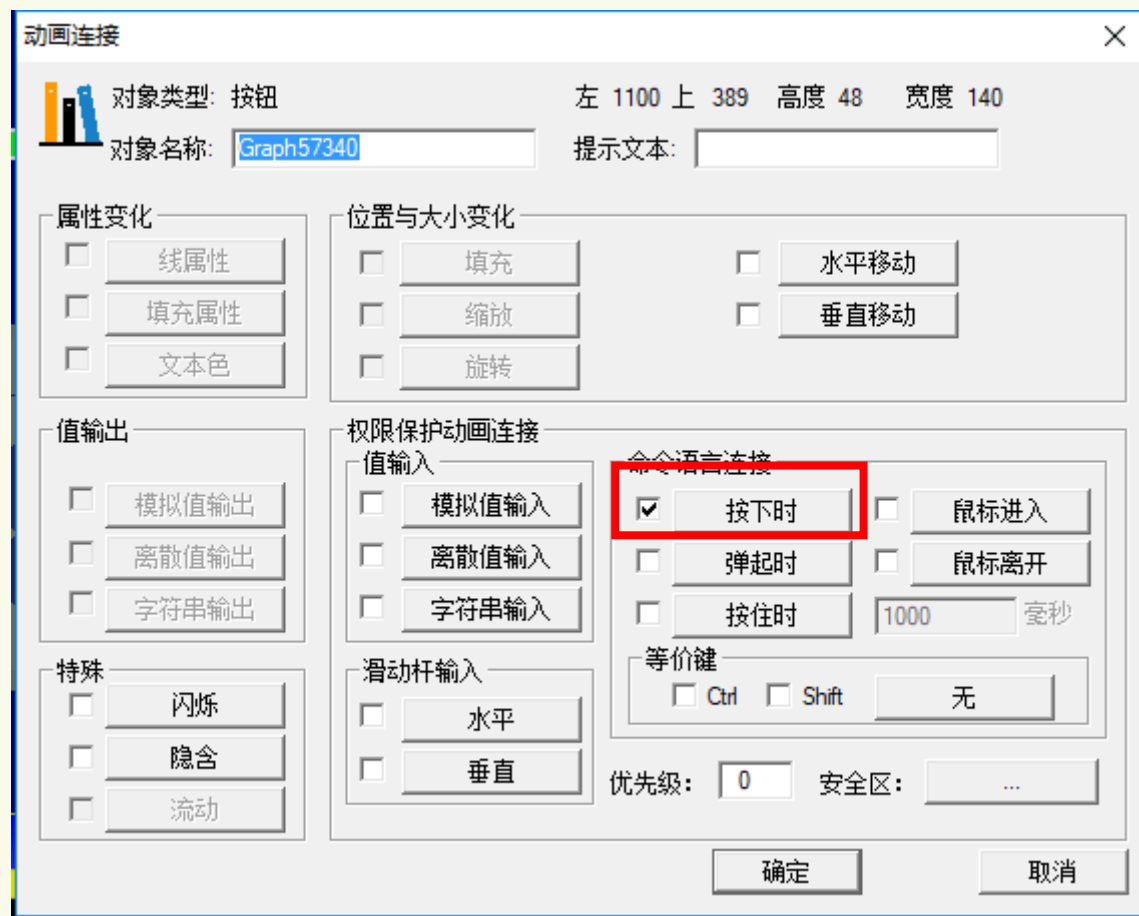 动画连接
对象类型: 按钮 左 1100 上 389 高度 48 宽度 140
对象名称: Graph57340 提示文本:
属性变化
线属性
填充属性
文本色
位置与大小变化
填充 水平移动
缩放 垂直移动
旋转
值输出
模拟值输出
离散值输出
字符串输出
权限保护动画连接
值输入
模拟值输入
离散值输入
字符串输入
命令语言连接
按下时 鼠标进入
弹起时 鼠标离开
按住时 1000 毫秒
等价键
Ctrl Shift 无
特殊
闪烁
隐含
流动
滑动杆输入
水平
垂直
优先级: 0 安全区: ...
确定 取消